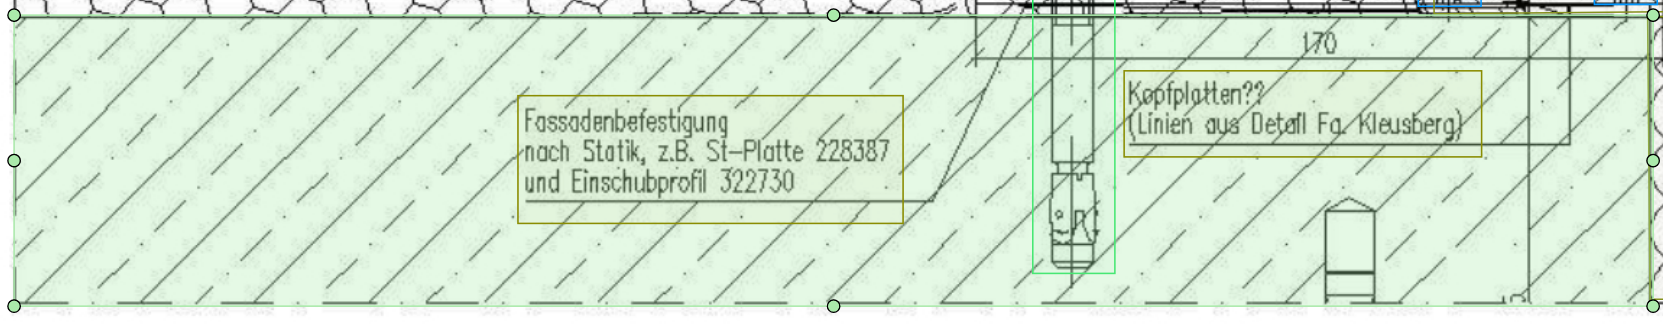 170
Kopfplatten??
(Linien aus Detail Fa. Kleusberg)
Fassadenbefestigung
nach Statik, z.B. St-Platte 228387
und Einschubprofil 322730